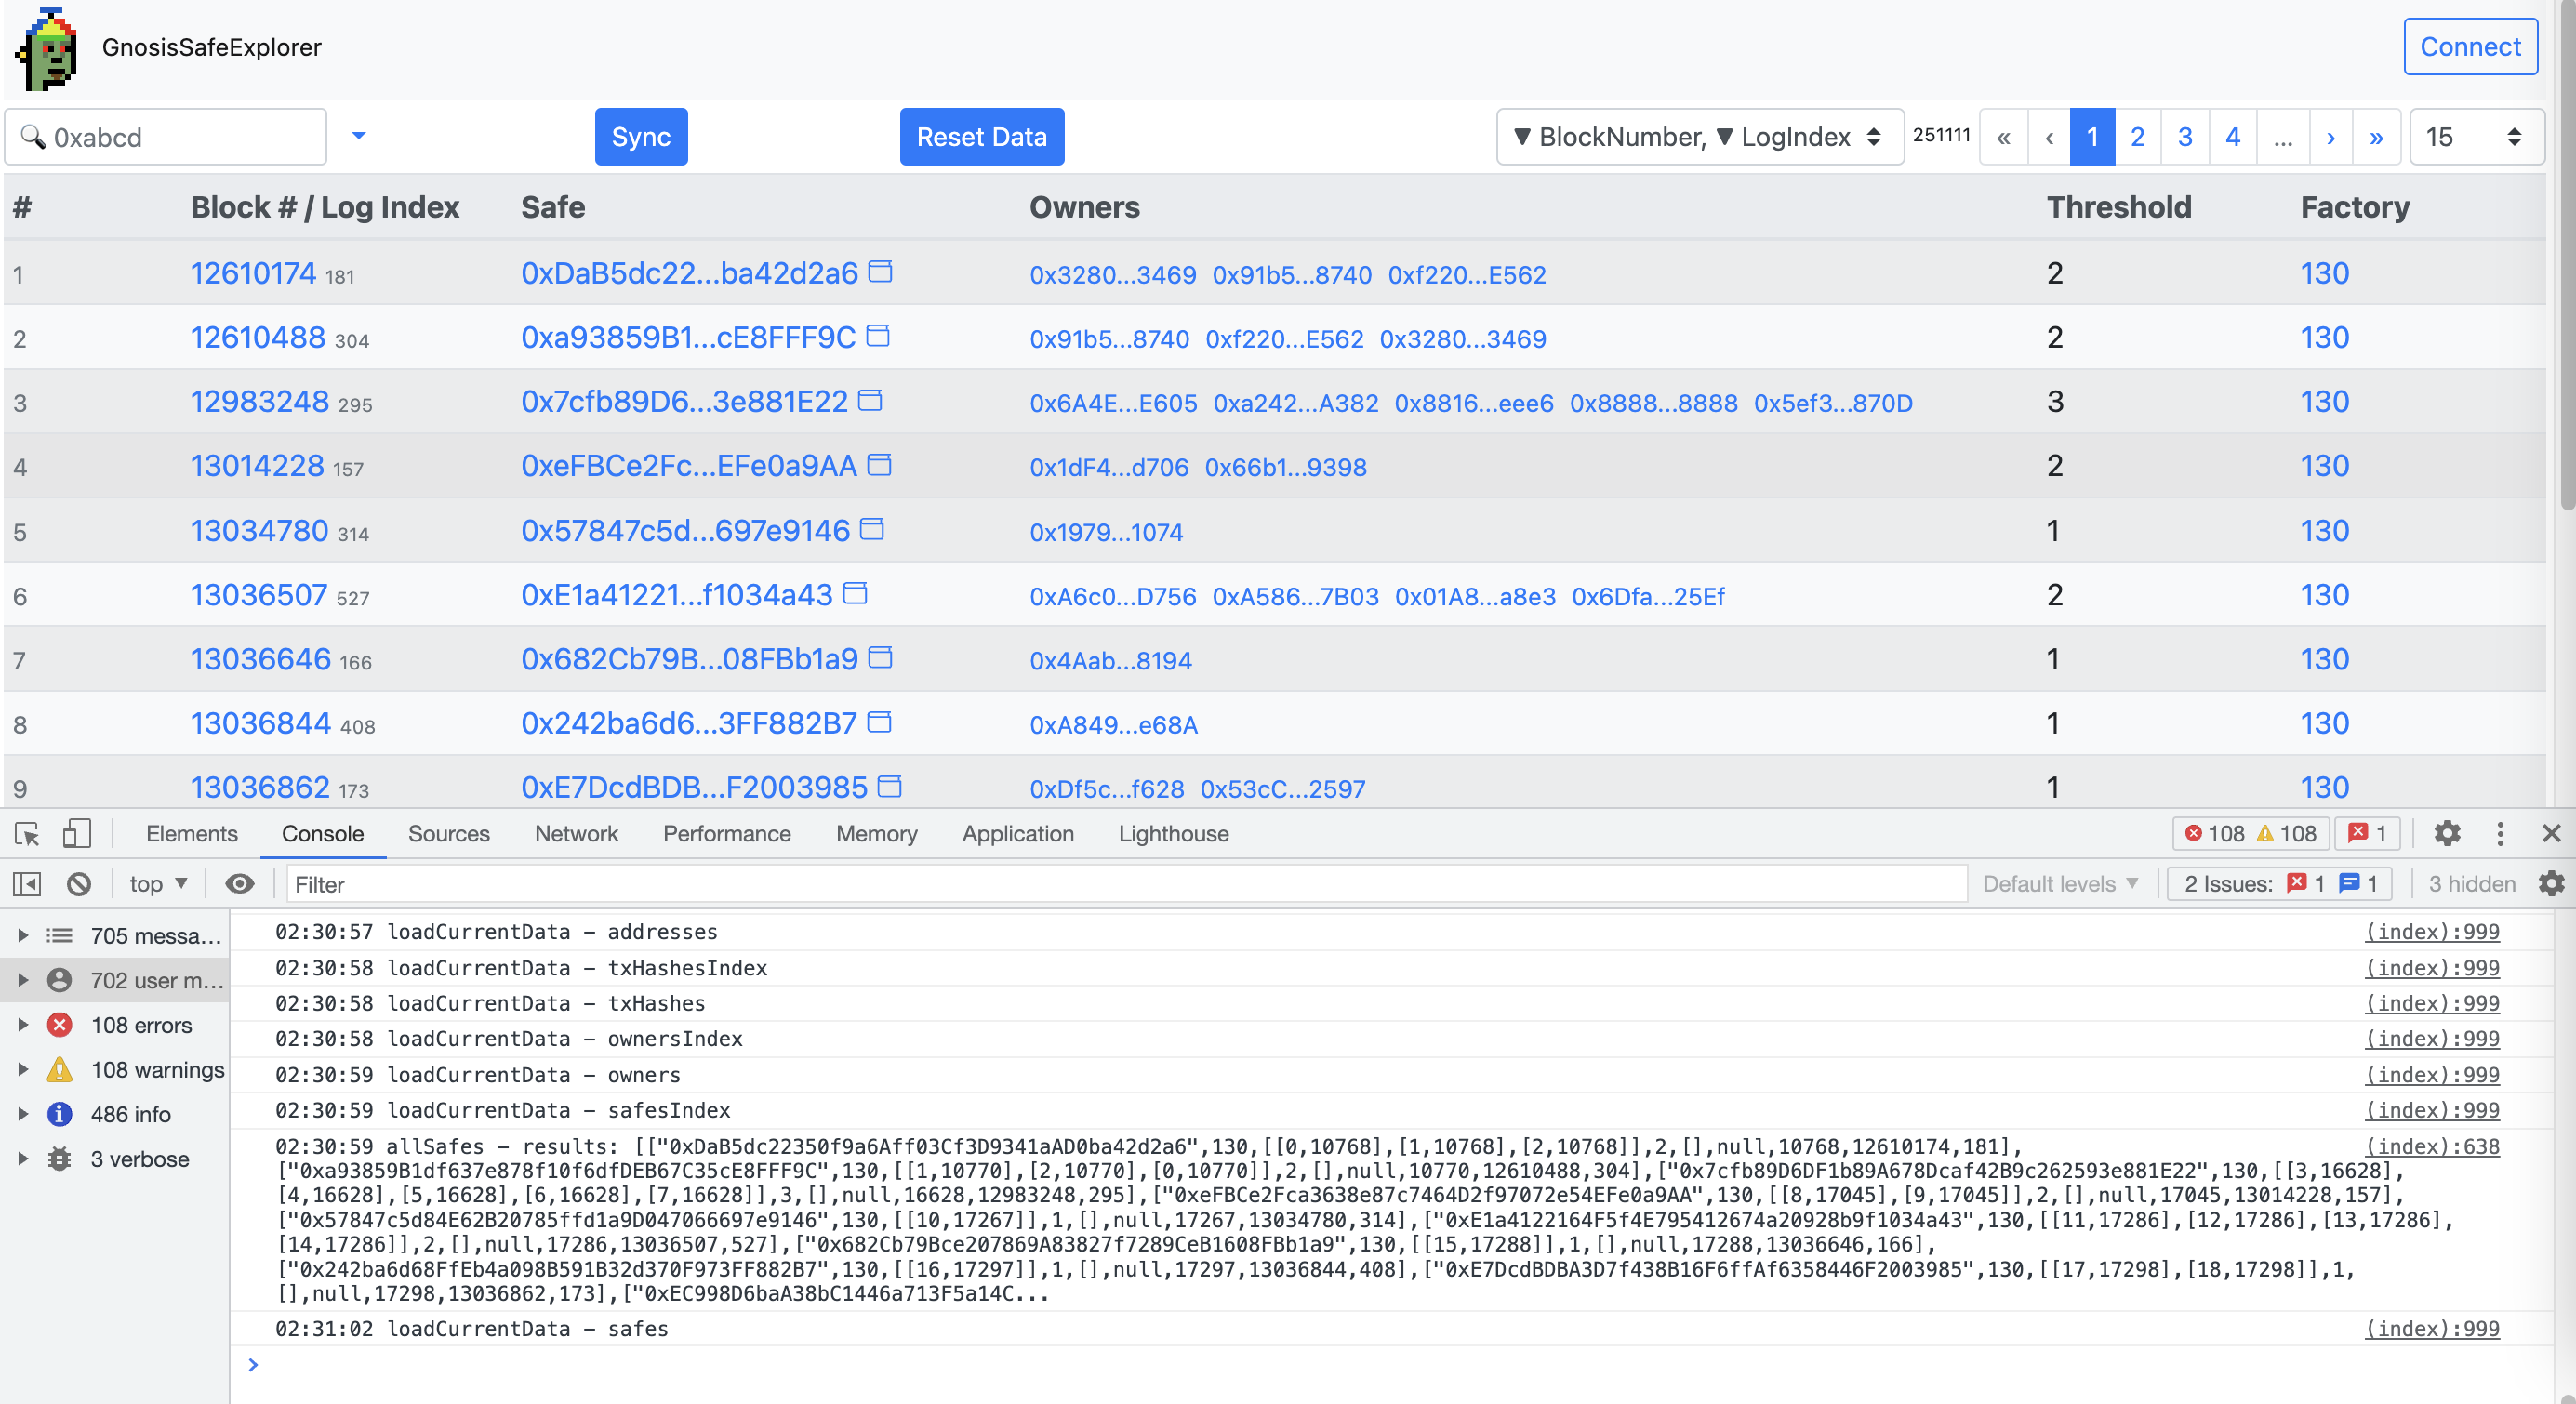 GnosisSafeExplorer
Connect
0xabcd
Sync
Reset Data
▼ BlockNumber, ▼ LogIndex
251111
« ‹ 1 2 3 4 ... › »
15
# Block # / Log Index Safe Owners Threshold Factory
1 12610174 181 0xDaB5dc22...ba42d2a6 0x3280...3469 0x91b5...8740 0xf220...E562 2 130
2 12610488 304 0xa93859B1...cE8FFF9C 0x91b5...8740 0xf220...E562 0x3280...3469 2 130
3 12983248 295 0x7cfb89D6...3e881E22 0x6A4E...E605 0xa242...A382 0x8816...eee6 0x8888...8888 0x5ef3...870D 3 130
4 13014228 157 0xeFBCe2Fc...EFe0a9AA 0x1dF4...d706 0x66b1...9398 2 130
5 13034780 314 0x57847c5d...697e9146 0x1979...1074 1 130
6 13036507 527 0xE1a41221...f1034a43 0xA6c0...D756 0xA586...7B03 0x01A8...a8e3 0x6Dfa...25Ef 2 130
7 13036646 166 0x682Cb79B...08FBb1a9 0x4Aab...8194 1 130
8 13036844 408 0x242ba6d6...3FF882B7 0xA849...e68A 1 130
9 13036862 173 0xE7DcdBDB...F2003985 0xDf5c...f628 0x53cC...2597 1 130
Elements Console Sources Network Performance Memory Application Lighthouse 108 108 1
top ▼ Filter Default levels ▼ 2 Issues: 1 1 3 hidden
705 messa...
702 user m...
108 errors
108 warnings
486 info
3 verbose
02:30:57 loadCurrentData - addresses (index):999
02:30:58 loadCurrentData - txHashesIndex (index):999
02:30:58 loadCurrentData - txHashes (index):999
02:30:58 loadCurrentData - ownersIndex (index):999
02:30:59 loadCurrentData - owners (index):999
02:30:59 loadCurrentData - safesIndex (index):999
02:30:59 allSafes - results: [["0xDaB5dc22350f9a6Aff03Cf3D9341aAD0ba42d2a6",130,[[0,10768],[1,10768],[2,10768]],2,[],null,10768,12610174,181], (index):638
["0xa93859B1df637e878f10f6dfDEB67C35cE8FFF9C",130,[[1,10770],[2,10770],[0,10770]],2,[],null,10770,12610488,304],["0x7cfb89D6DF1b89A678Dcaf42B9c262593e881E22",130,[[3,16628],
[4,16628],[5,16628],[6,16628],[7,16628]],3,[],null,16628,12983248,295],["0xeFBCe2Fca3638e87c7464D2f97072e54EFe0a9AA",130,[[8,17045],[9,17045]],2,[],null,17045,13014228,157],
["0x57847c5d84E62B20785ffd1a9D047066697e9146",130,[[10,17267]],1,[],null,17267,13034780,314],["0xE1a4122164F5f4E795412674a20928b9f1034a43",130,[[11,17286],[12,17286],[13,17286],
[14,17286]],2,[],null,17286,13036507,527],["0x682Cb79Bce207869A83827f7289CeB1608FBb1a9",130,[[15,17288]],1,[],null,17288,13036646,166],
["0x242ba6d68FfEb4a098B591B32d370F973FF882B7",130,[[16,17297]],1,[],null,17297,13036844,408],["0xE7DcdBDBA3D7f438B16F6ffAf6358446F2003985",130,[[17,17298],[18,17298]],1,
[],null,17298,13036862,173],["0xEC998D6baA38bC1446a713F5a14C...
02:31:02 loadCurrentData - safes (index):999